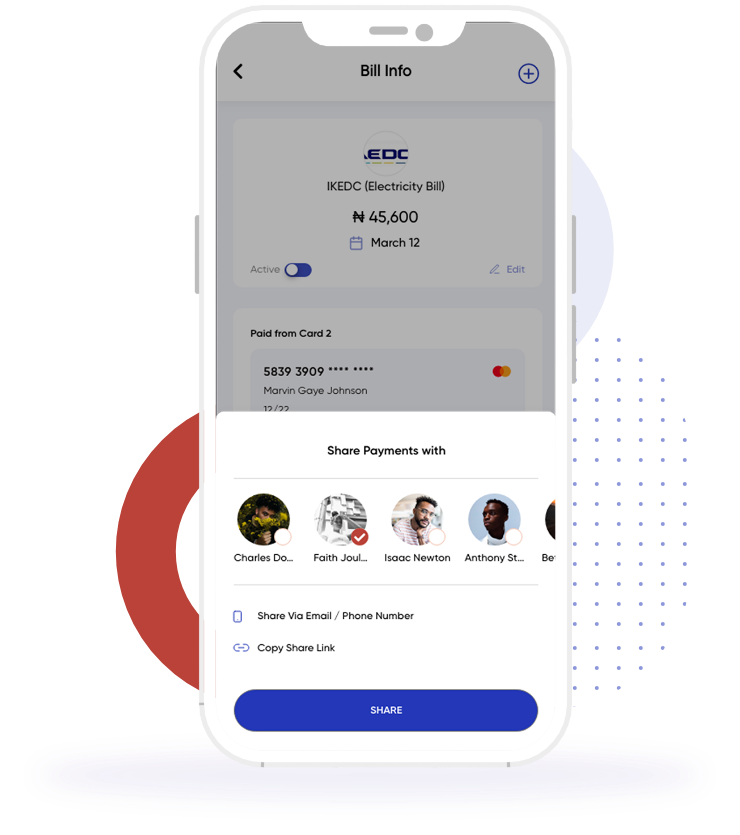 Bill Info
EDC
IKEDC (Electricity Bill)
₦ 45,600
March 12
Active
Edit
Paid from Card 2
5839 3909 **** ****
Marvin Gaye Johnson
12/22
Share Payments with
Charles Do...
Faith Joul...
Isaac Newton
Anthony St...
Be
Share Via Email / Phone Number
Copy Share Link
SHARE